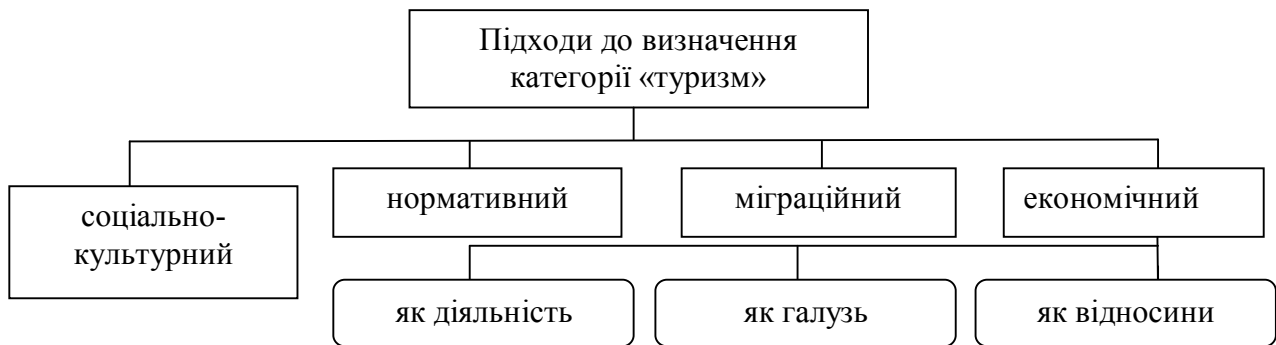 Підходи до визначення
категорії «туризм»
соціально-
культурний
нормативний
міграційний
економічний
як діяльність
як галузь
як відносини